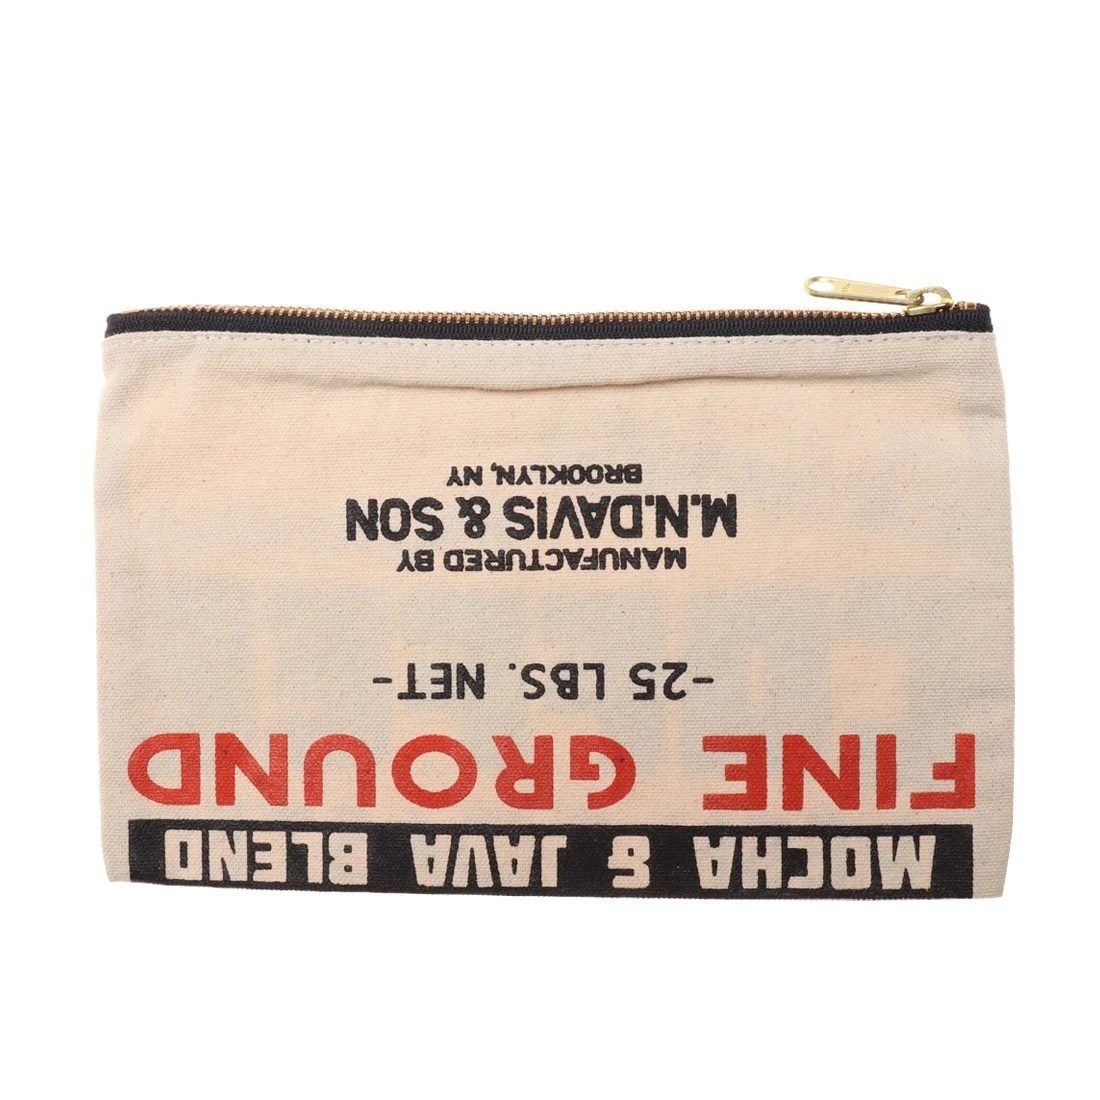 MOCHA & JAVA BLEND
FINE GROUND
-25 LBS. NET-
MANUFACTURED BY
M.N.DAVIS & SON
BROOKLYN, NY